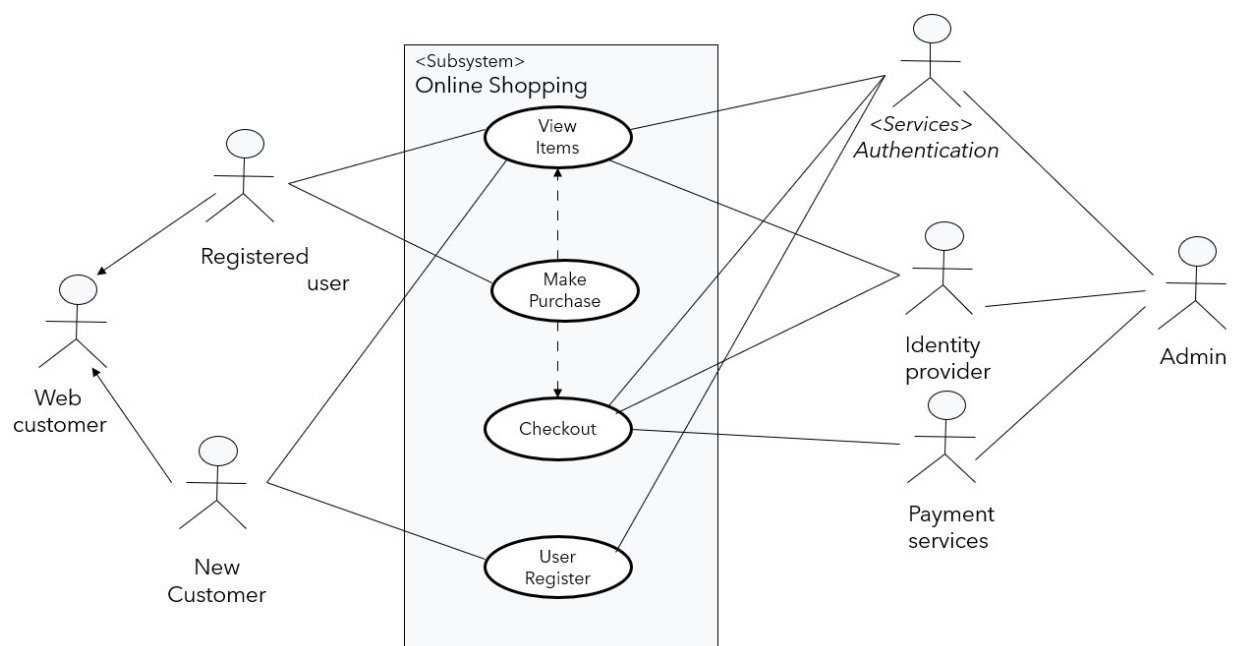 <Subsystem>
Online Shopping
View
Items
Make
Purchase
Checkout
User
Register
Registered
user
Web
customer
New
Customer
<Services>
Authentication
Identity
provider
Payment
services
Admin